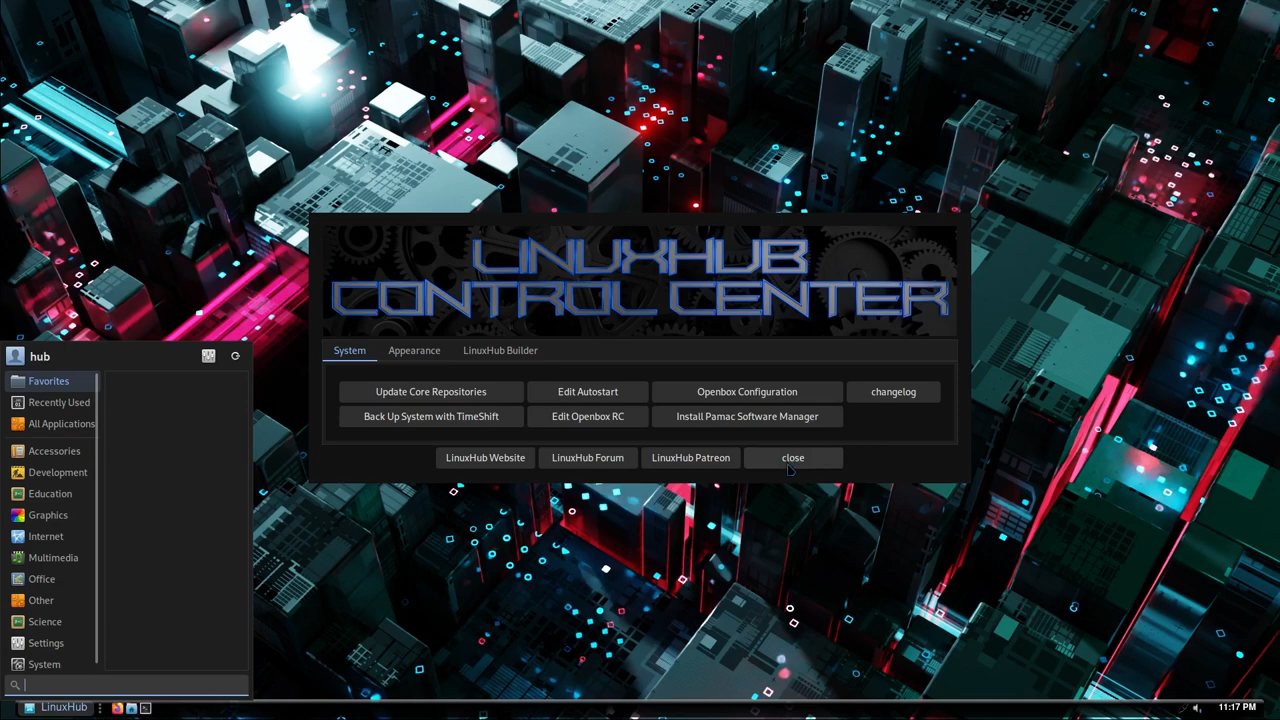 LINUXHUB
CONTROL CENTER
System Appearance LinuxHub Builder
Update Core Repositories Edit Autostart Openbox Configuration changelog
Back Up System with TimeShift Edit Openbox RC Install Pamac Software Manager
LinuxHub Website LinuxHub Forum LinuxHub Patreon close
hub
Favorites
Recently Used
All Applications
Accessories
Development
Education
Graphics
Internet
Multimedia
Office
Other
Science
Settings
System
LinuxHub
11:17 PM